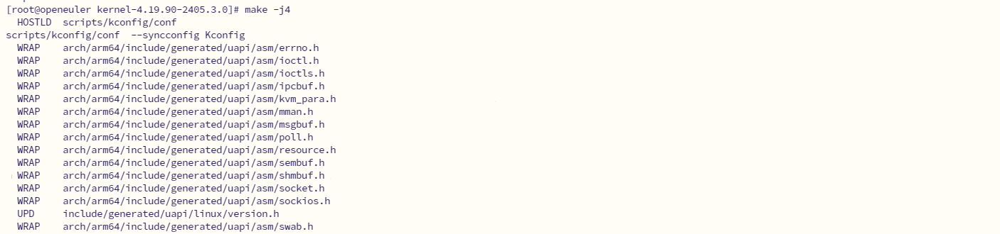 [root@openeuler kernel-4.19.90-2405.3.0]# make -j4
  HOSTLD  scripts/kconfig/conf
scripts/kconfig/conf  --syncconfig Kconfig
  WRAP    arch/arm64/include/generated/uapi/asm/errno.h
  WRAP    arch/arm64/include/generated/uapi/asm/ioctl.h
  WRAP    arch/arm64/include/generated/uapi/asm/ioctls.h
  WRAP    arch/arm64/include/generated/uapi/asm/ipcbuf.h
  WRAP    arch/arm64/include/generated/uapi/asm/kvm_para.h
  WRAP    arch/arm64/include/generated/uapi/asm/mman.h
  WRAP    arch/arm64/include/generated/uapi/asm/msgbuf.h
  WRAP    arch/arm64/include/generated/uapi/asm/poll.h
  WRAP    arch/arm64/include/generated/uapi/asm/resource.h
  WRAP    arch/arm64/include/generated/uapi/asm/sembuf.h
  WRAP    arch/arm64/include/generated/uapi/asm/shmbuf.h
  WRAP    arch/arm64/include/generated/uapi/asm/socket.h
  WRAP    arch/arm64/include/generated/uapi/asm/sockios.h
  UPD     include/generated/uapi/linux/version.h
  WRAP    arch/arm64/include/generated/uapi/asm/swab.h